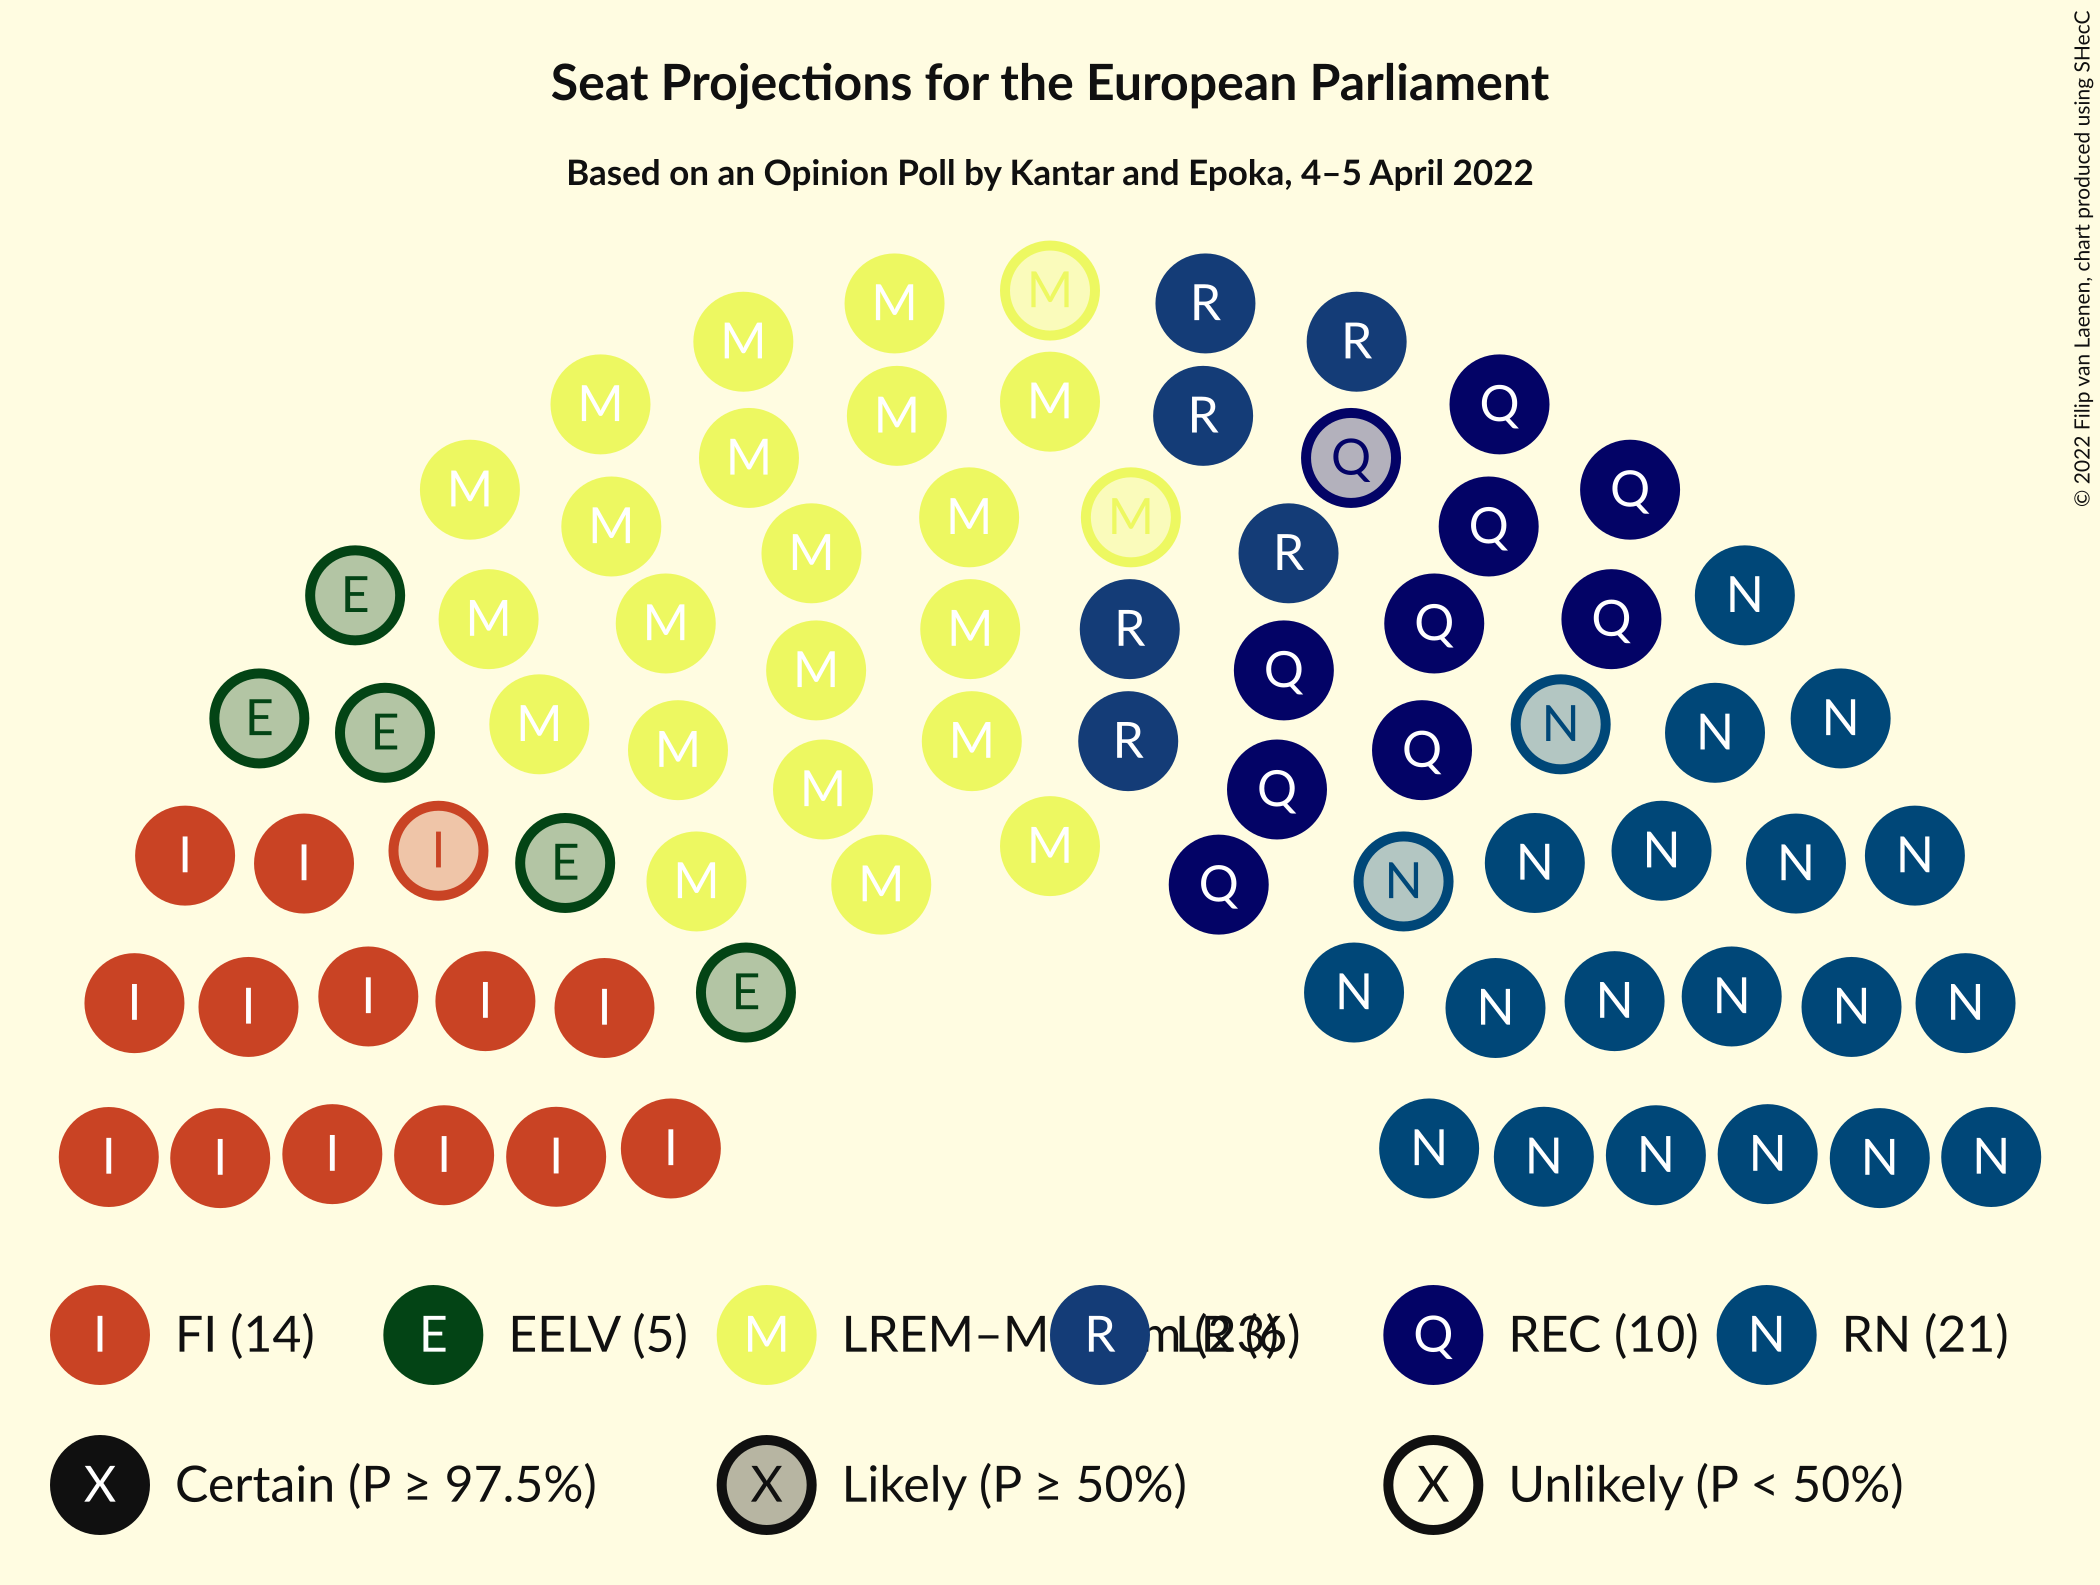 Seat Projections for the European Parliament
Based on an Opinion Poll by Kantar and Epoka, 4–5 April 2022
© 2022 Filip van Laenen, chart produced using SHecC
M M R
M R
M M M R Q
M Q
M Q
M M M Q
M R
E N
M M M R Q Q
M Q
E E M M M R Q N N N
M Q
I I I E M M M Q N N N N N
I I I I I E N N N N N N
I I I I I I N N N N N N
I FI (14) E EELV (5) M R LR (6) Q REC (10) N RN (21)
X Certain (P ≥ 97.5%) X Likely (P ≥ 50%) X Unlikely (P < 50%)